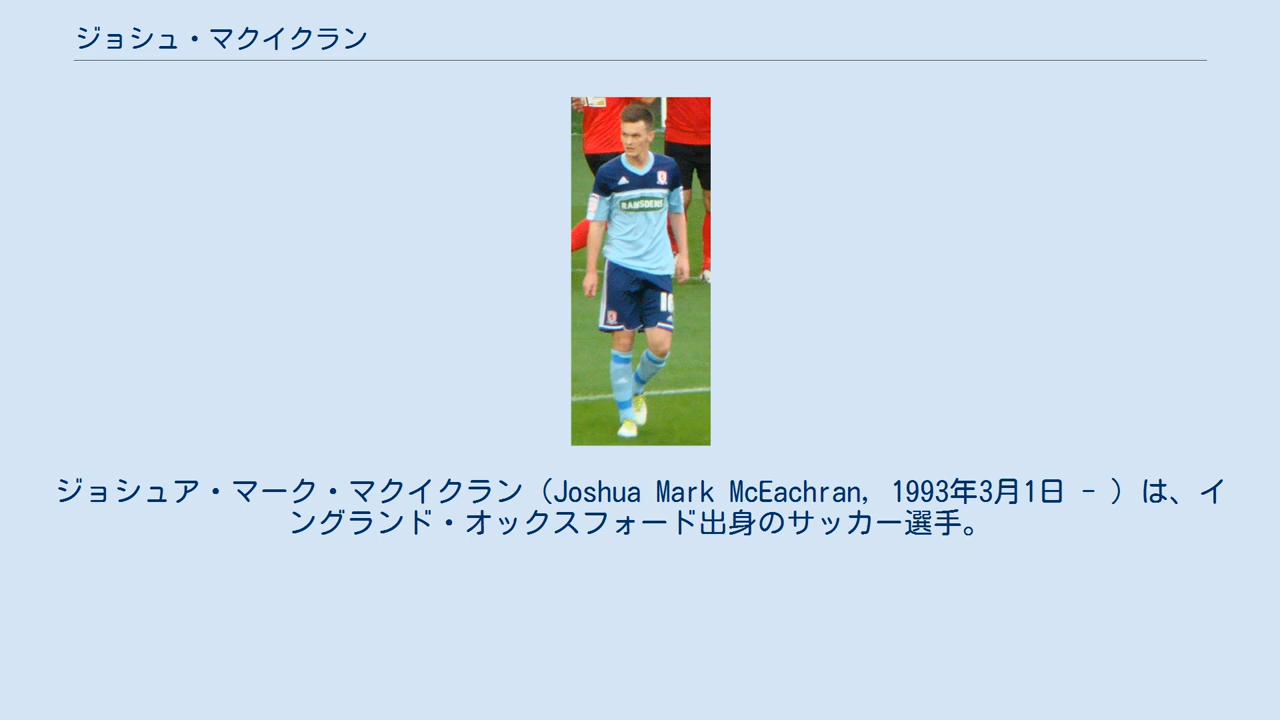 ジョシュ・マクイクラン
RAMSDENS
ジョシュア・マーク・マクイクラン（Joshua Mark McEachran, 1993年3月1日 - ）は、イ
ングランド・オックスフォード出身のサッカー選手。